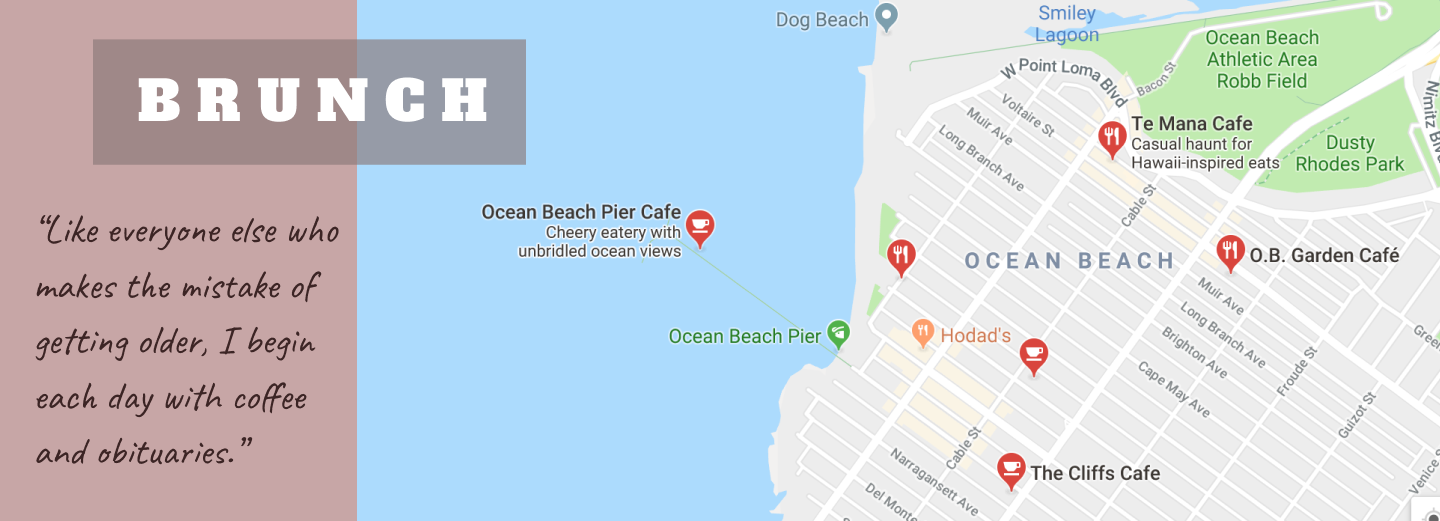 BRUNCH
“Like everyone else who
makes the mistake of
getting older, I begin
each day with coffee
and obituaries.”
Dog Beach
Smiley
Lagoon
Ocean Beach
Athletic Area
Robb Field
W Point Loma Blvd
Bacon St
Nimitz Blvd
Voltaire St
Muir Ave
Long Branch Ave
Te Mana Cafe
Casual haunt for
Hawaii-inspired eats
Dusty
Rhodes Park
Cable St
Ocean Beach Pier Cafe
Cheery eatery with
unbridled ocean views
OCEAN BEACH
O.B. Garden Café
Muir Ave
Long Branch Ave
Brighton Ave
Cape May Ave
Ocean Beach Pier
Hodad's
Froude St
Guizot St
Green
Cable St
Narragansett Ave
Del Monte
The Cliffs Cafe
Venice S